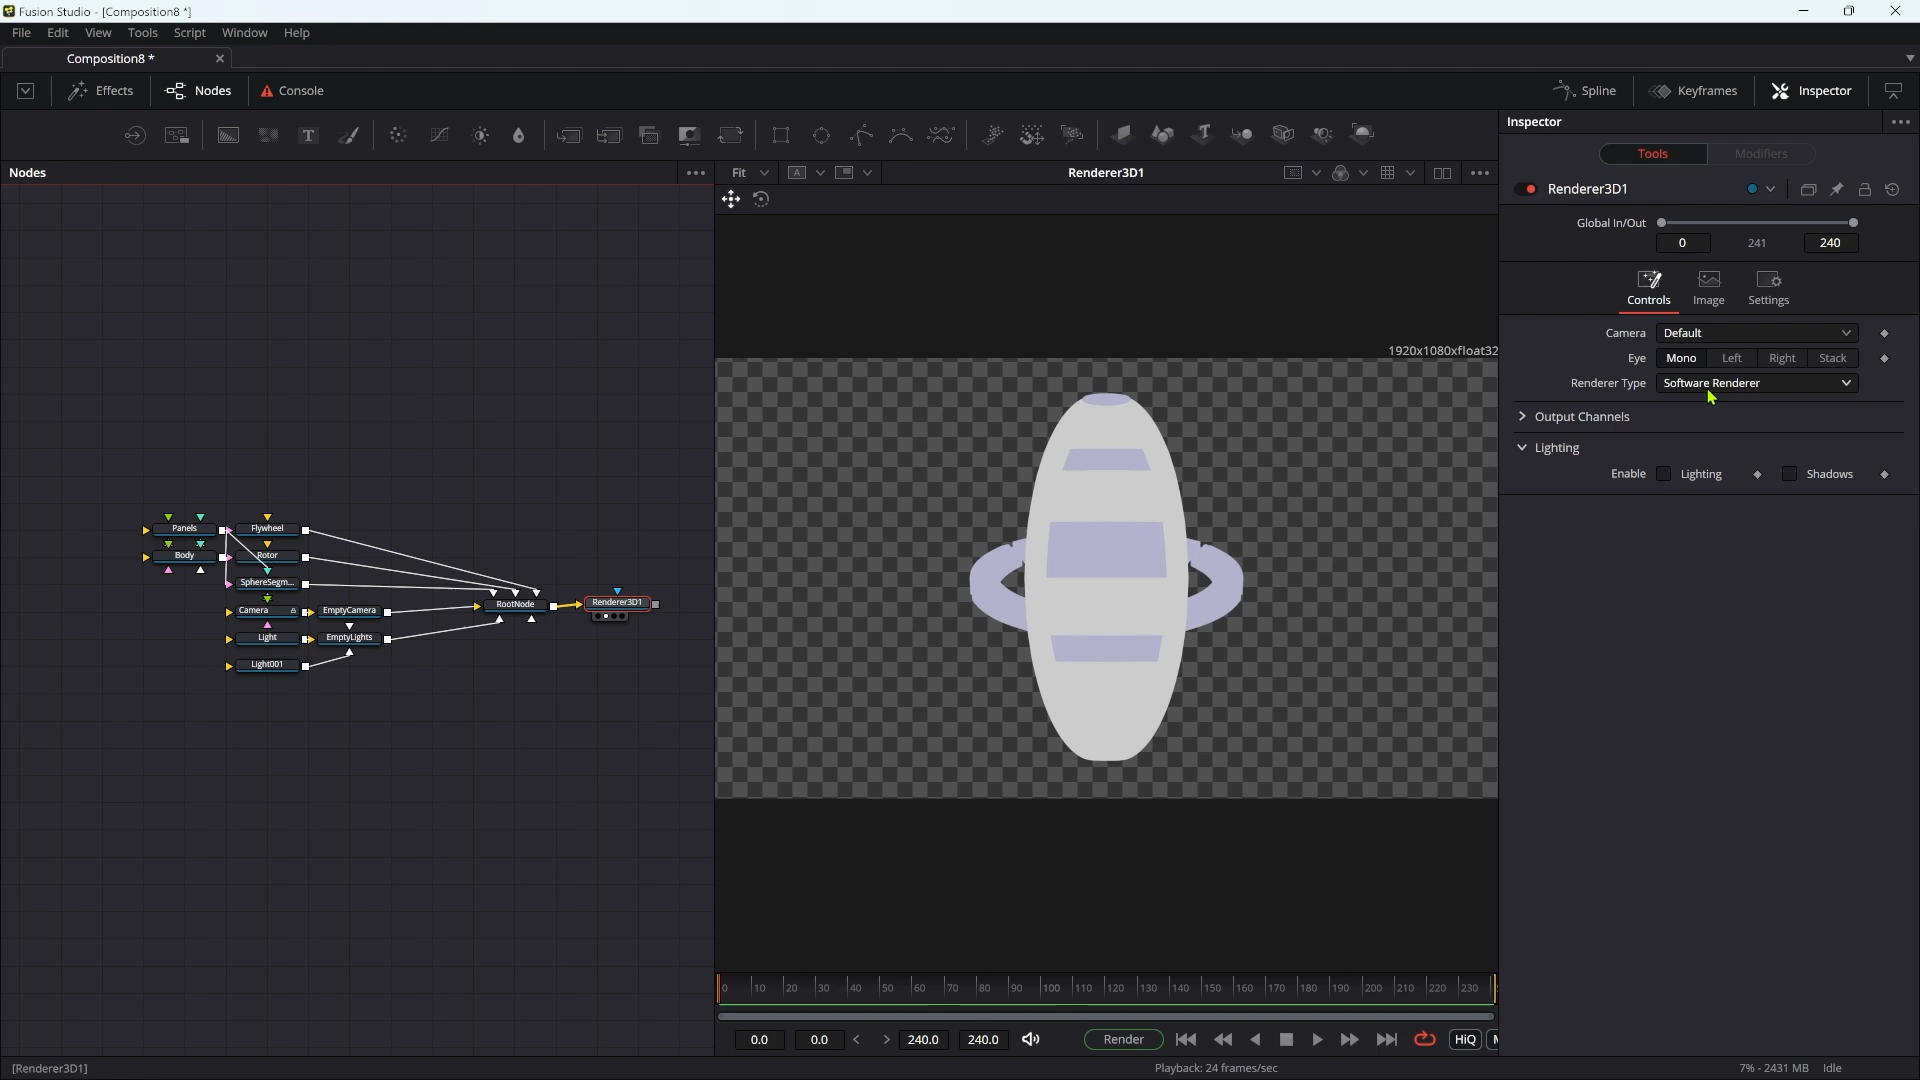 Fusion Studio - [Composition8 *]
File Edit View Tools Script Window Help
Composition8 *
Effects Nodes Console Spline Keyframes Inspector
Inspector
Tools Modifiers
Nodes
Fit A Renderer3D1
Renderer3D1
Global In/Out
0 241 240
Controls Image Settings
Camera Default
Eye Mono Left Right Stack
Renderer Type Software Renderer
Output Channels
Lighting
Enable Lighting Shadows
1920x1080xfloat32
Panels Flywheel
Body Rotor
SphereSegm...
Camera EmptyCamera RootNode Renderer3D1
Light EmptyLights
Light001
0 10 20 30 40 50 60 70 80 90 100 110 120 130 140 150 160 170 180 190 200 210 220 230
0.0 0.0 240.0 240.0 Render HiQ
[Renderer3D1] Playback: 24 frames/sec 7% - 2431 MB Idle